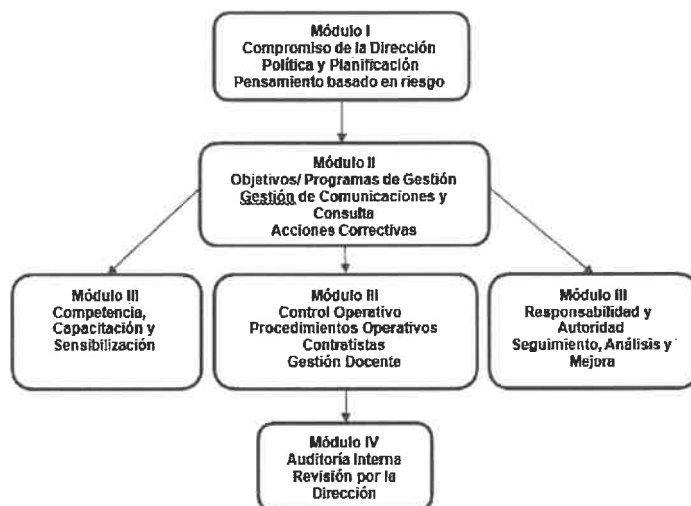 Módulo I
Compromiso de la Dirección
Política y Planificación
Pensamiento basado en riesgo
Módulo II
Objetivos/ Programas de Gestión
Gestión de Comunicaciones y
Consulta
Acciones Correctivas
Módulo III
Competencia,
Capacitación y
Sensibilización
Módulo III
Control Operativo
Procedimientos Operativos
Contratistas
Gestión Docente
Módulo III
Responsabilidad y
Autoridad
Seguimiento, Análisis y
Mejora
Módulo IV
Auditoría Interna
Revisión por la
Dirección